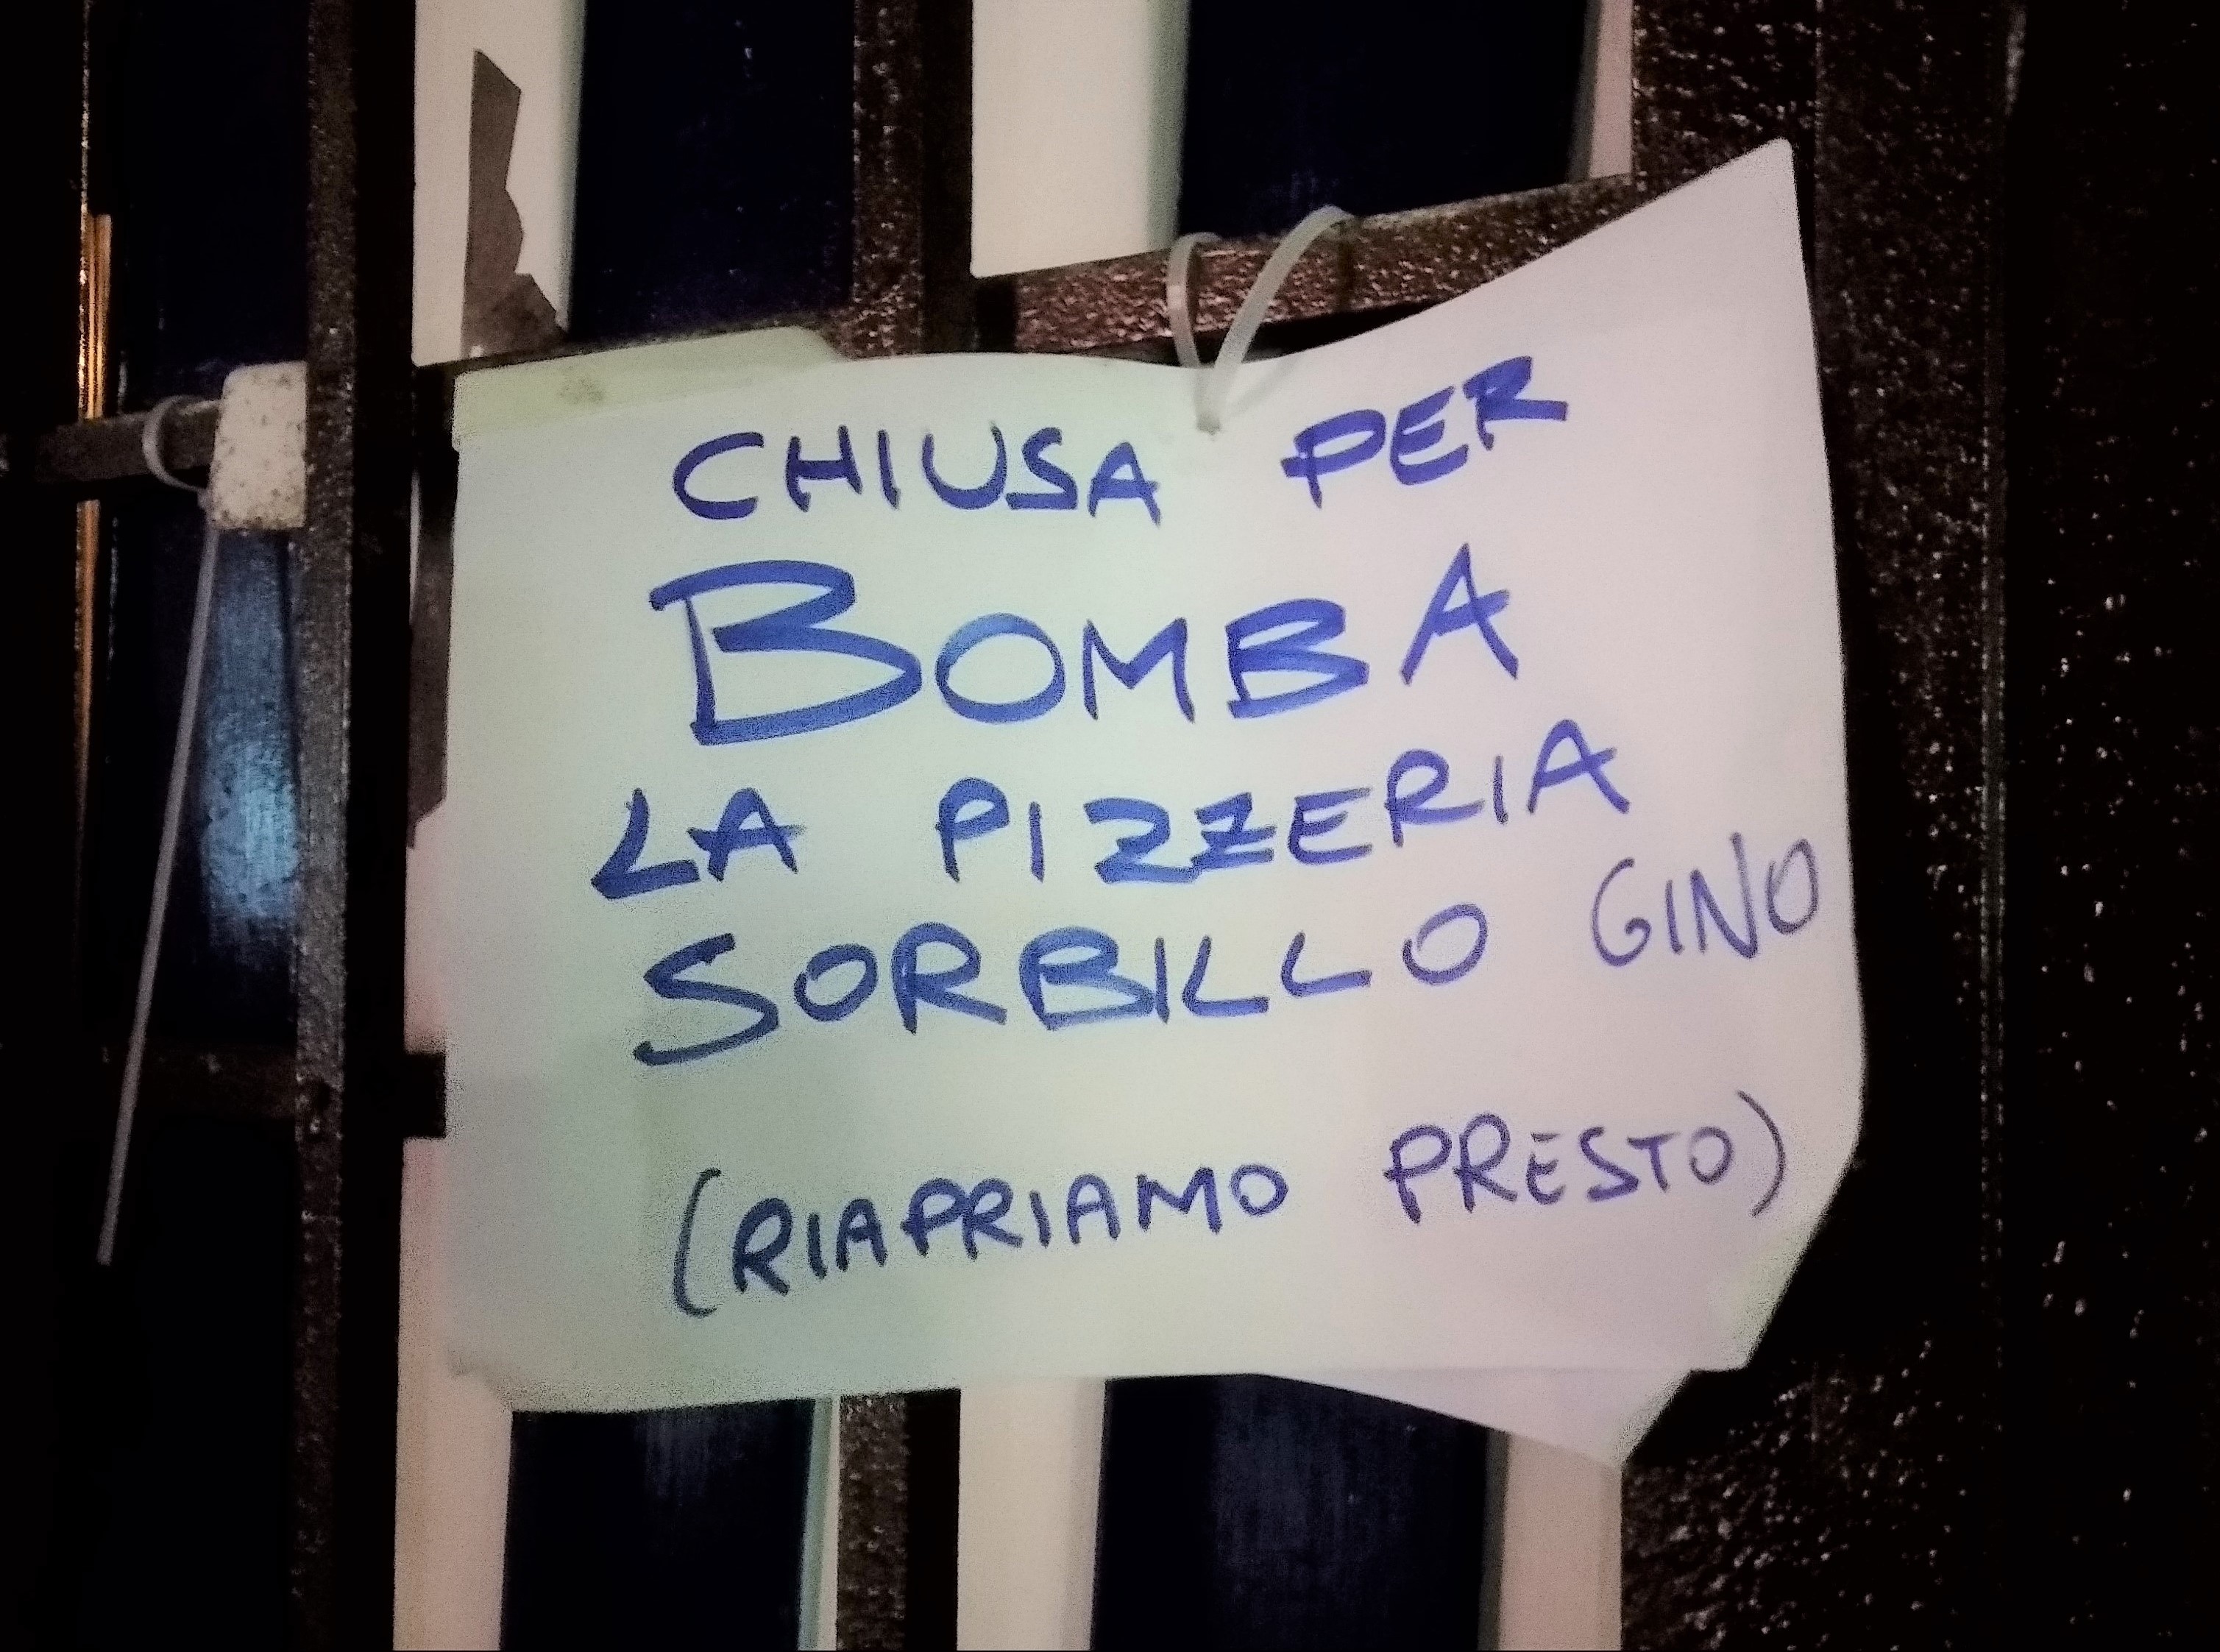 CHIUSA PER
BOMBA
LA PIZZERIA
SORBILLO GINO
(RIAPRIAMO PRESTO)